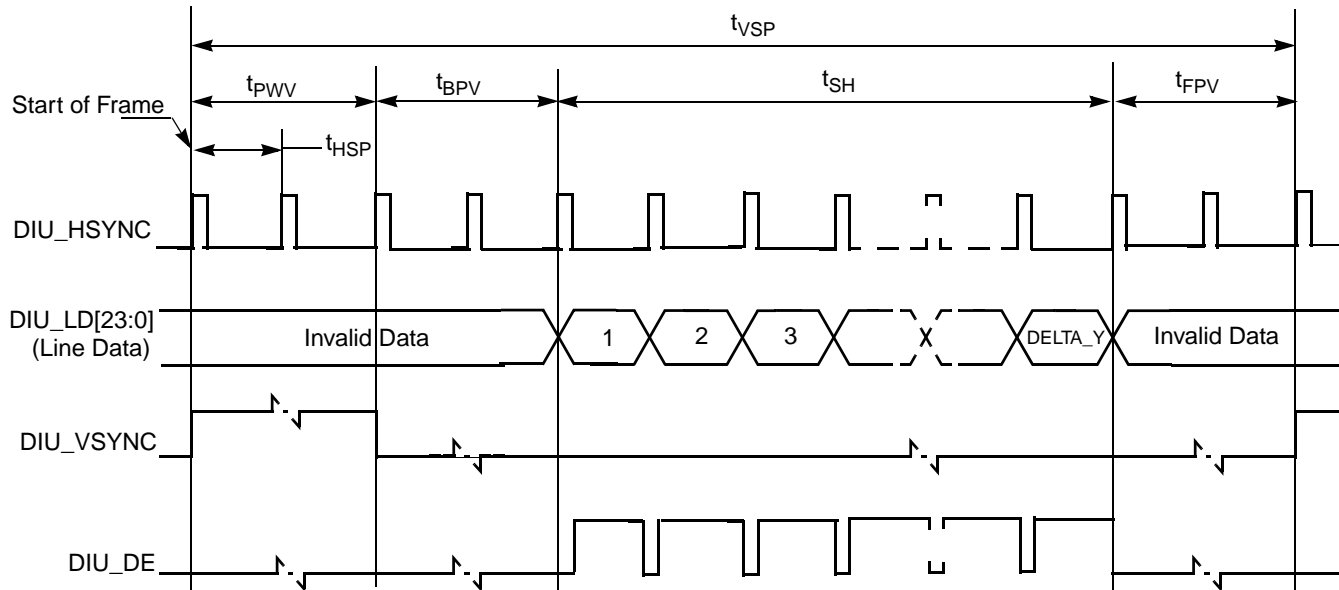 tVSP
tPWV
tBPV
tSH
tFPV
Start of Frame
tHSP
DIU_HSYNC
DIU_LD[23:0]
(Line Data)
Invalid Data
1
2
3
DELTA_Y
Invalid Data
DIU_VSYNC
DIU_DE